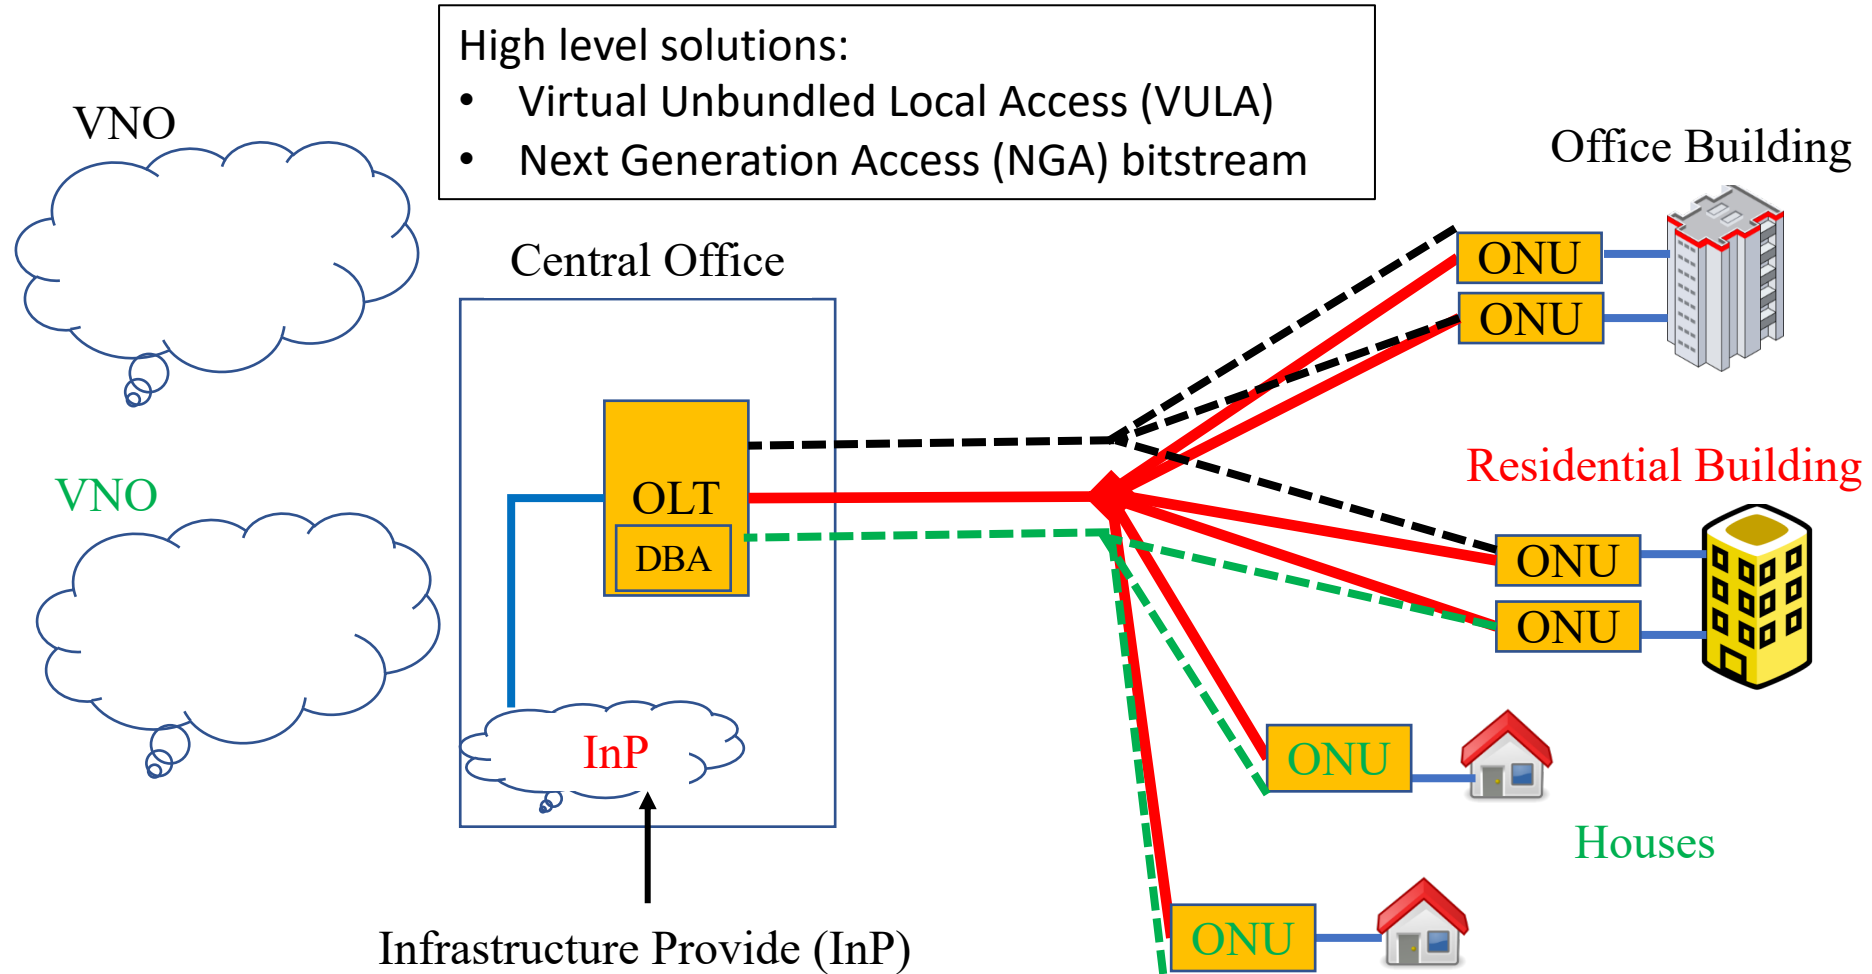 High level solutions:
• Virtual Unbundled Local Access (VULA)
• Next Generation Access (NGA) bitstream
VNO
Office Building
Central Office
ONU
ONU
VNO
OLT
DBA
Residential Building
ONU
ONU
InP
ONU
Houses
ONU
Infrastructure Provide (InP)